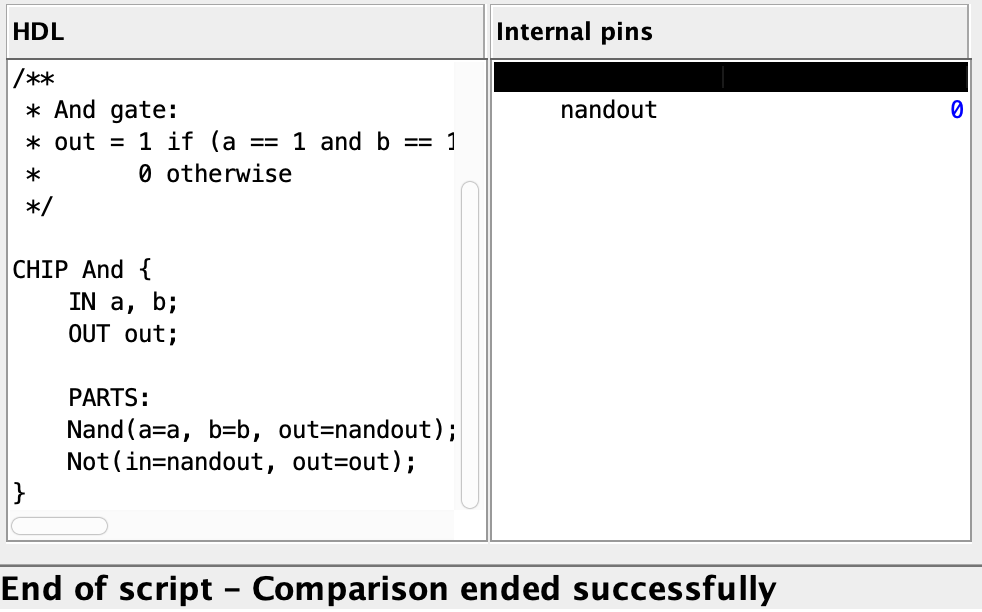 HDL
/**
 * And gate:
 * out = 1 if (a == 1 and b == 1
 *       0 otherwise
 */
CHIP And {
    IN a, b;
    OUT out;
    PARTS:
    Nand(a=a, b=b, out=nandout);
    Not(in=nandout, out=out);
}
Internal pins
nandout 0
End of script – Comparison ended successfully